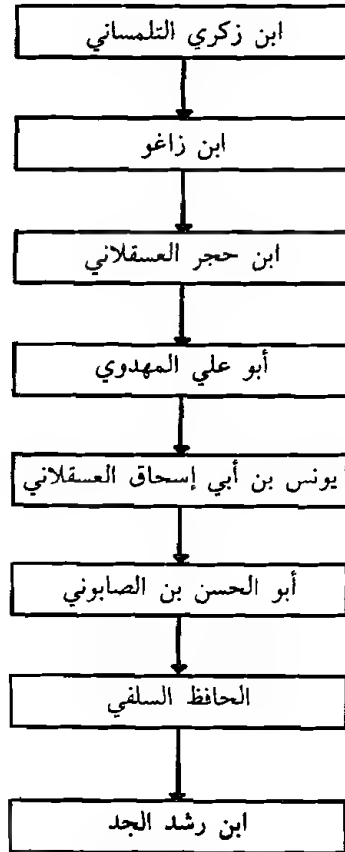 ابن زكري التلمساني
ابن زاغو
ابن حجر العسقلاني
أبو علي المهدوي
يونس بن أبي إسحاق العسقلاني
أبو الحسن بن الصابوني
الحافظ السلفي
ابن رشد الجد